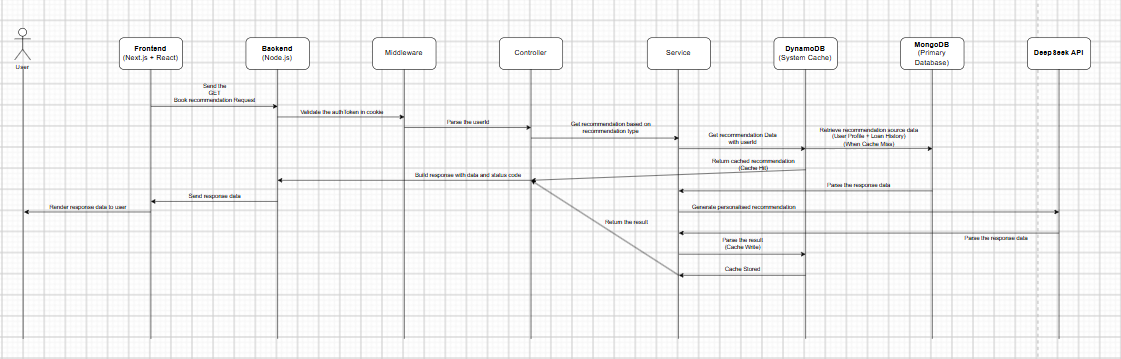 User
Frontend
(Next.js + React)
Backend
(Node.js)
Middleware
Controller
Service
DynamoDB
(System Cache)
MongoDB
(Primary
Database)
DeepSeek API
Send the
GET
Book recommendation Request
Validate the auth token in cookie
Parse the userId
Get recommendation based on
recommendation type
Get recommendation Data
with userId
Retrieve recommendation source data
(User Profile + Loan History)
(When Cache Miss)
Return cached recommendation
(Cache Hit)
Build response with data and status code
Parse the response data
Send response data
Render response data to user
Generate personalised recommendation
Return the result
Parse the response data
Parse the result
(Cache Write)
Cache Stored